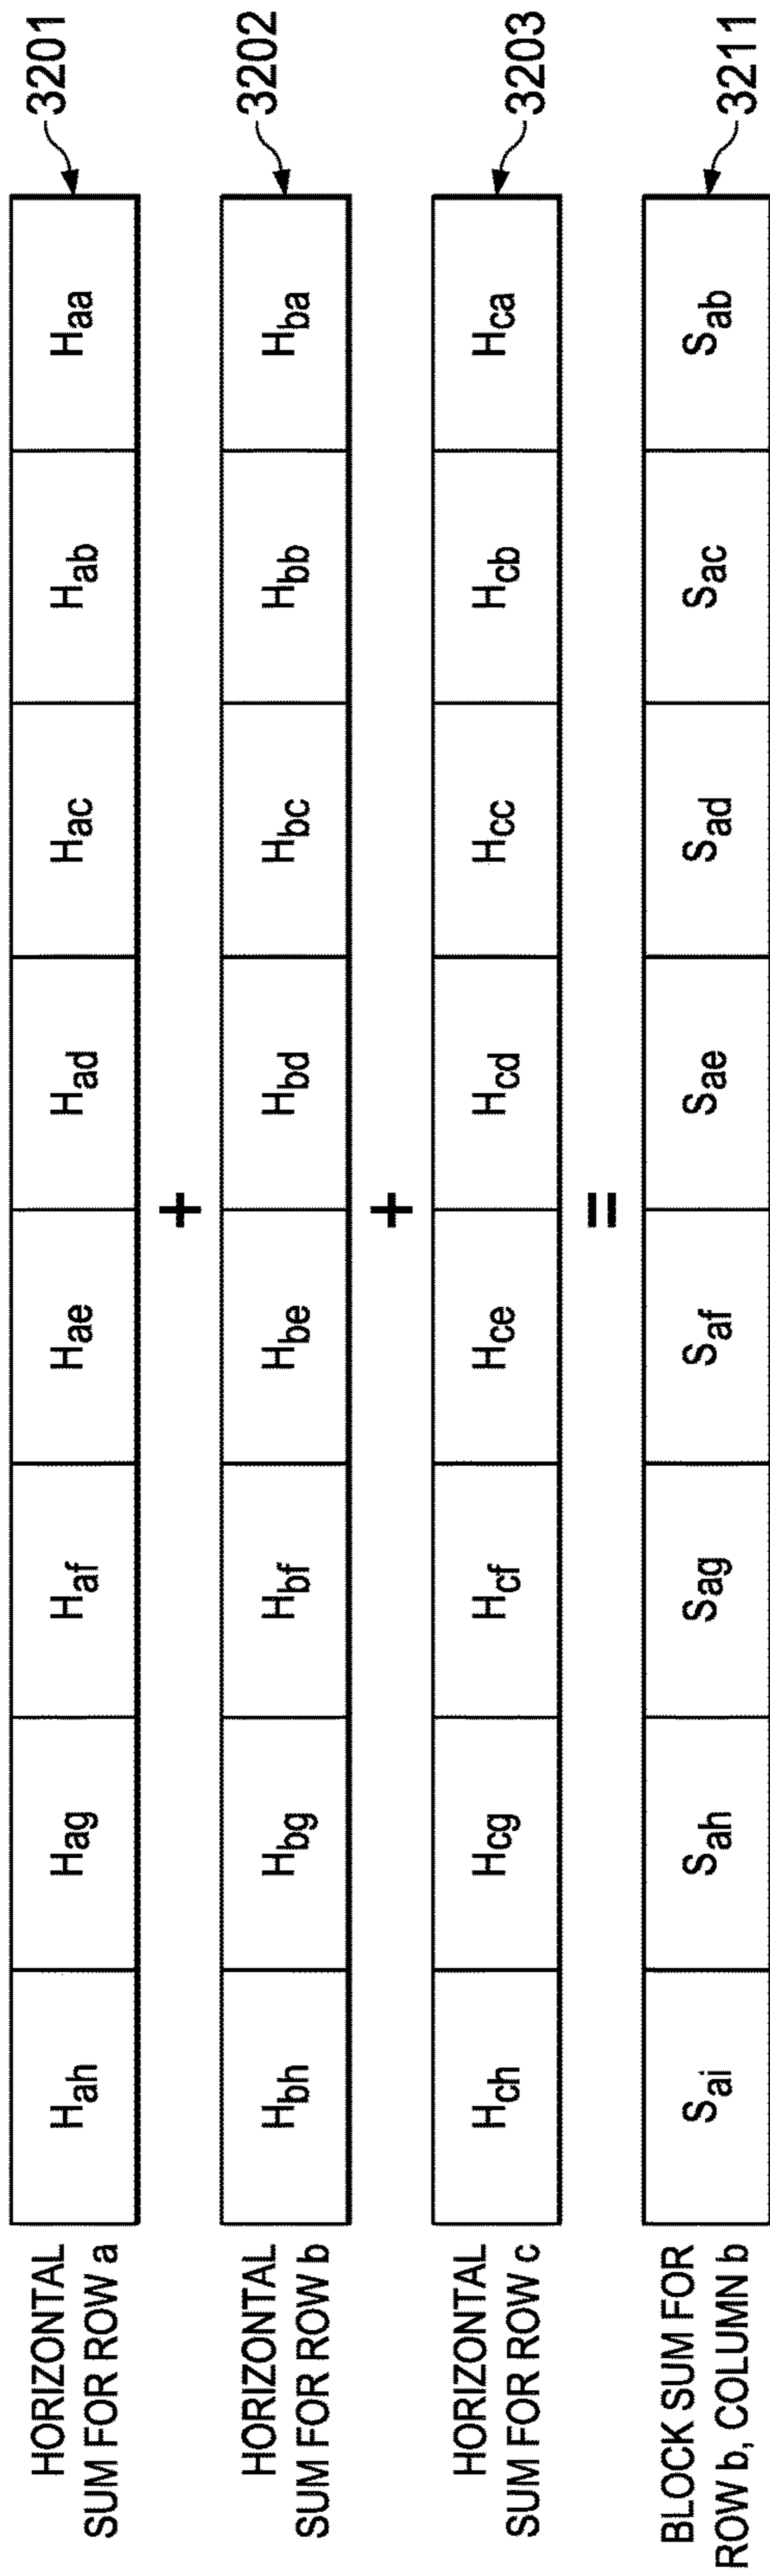 HORIZONTAL
SUM FOR ROW a
Hah Hag Haf Hae Had Hac Hab Haa
3201
+
HORIZONTAL
SUM FOR ROW b
Hbh Hbg Hbf Hbe Hbd Hbc Hbb Hba
3202
+
HORIZONTAL
SUM FOR ROW c
Hch Hcg Hcf Hce Hcd Hcc Hcb Hca
3203
=
BLOCK SUM FOR
ROW b, COLUMN b
Sai Sah Sag Saf Sae Sad Sac Sab
3211